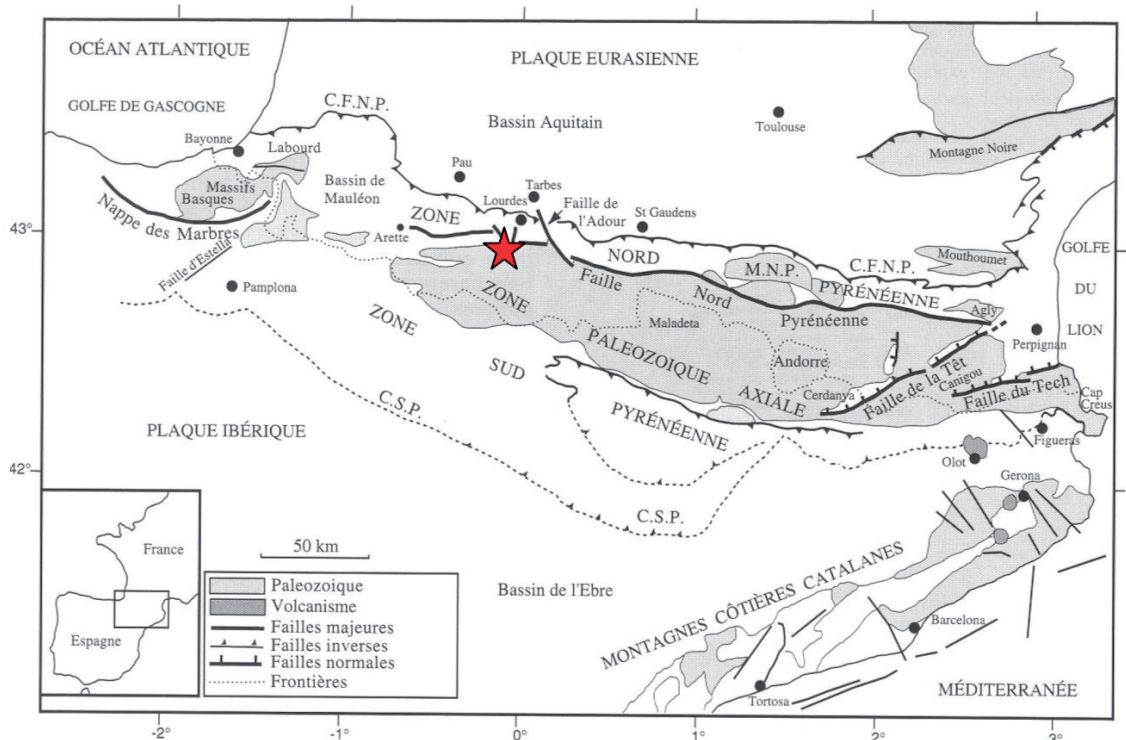 OCÉAN ATLANTIQUE
PLAQUE EURASIENNE
GOLFE DE GASCOGNE
C.F.N.P.
Bassin Aquitain
Toulouse
Bayonne
Labourd
Montagne Noire
Massifs
Basques
Bassin de
Mauléon
Pau
Tarbes
Lourdes
Faille de
l'Adour
St Gaudens
ZONE
43°
Nappe des Marbres
Arette
NORD
M.N.P.
C.F.N.P.
Mouthoumet
GOLFE
Faille d'Estella
Faille
PYRÉNÉENNE
DU
Pamplona
ZONE
Nord
Agly
ZONE
Maladeta
Pyrénéenne
LION
Perpignan
PALEOZOIQUE
Andorre
SUD
Cerdanya
Faille de la Têt
Canigou
AXIALE
Faille du Tech
Cap
Creus
C.S.P.
PYRÉNÉENNE
PLAQUE IBÉRIQUE
Figueras
42°
Olot
Gerona
C.S.P.
France
50 km
Espagne
Paleozoique
Volcanisme
Failles majeures
Failles inverses
Failles normales
Frontières
Bassin de l'Ebre
MONTAGNES CÔTIÈRES CATALANES
Barcelona
Tortosa
MÉDITERRANÉE
-2°
-1°
0°
1°
2°
3°